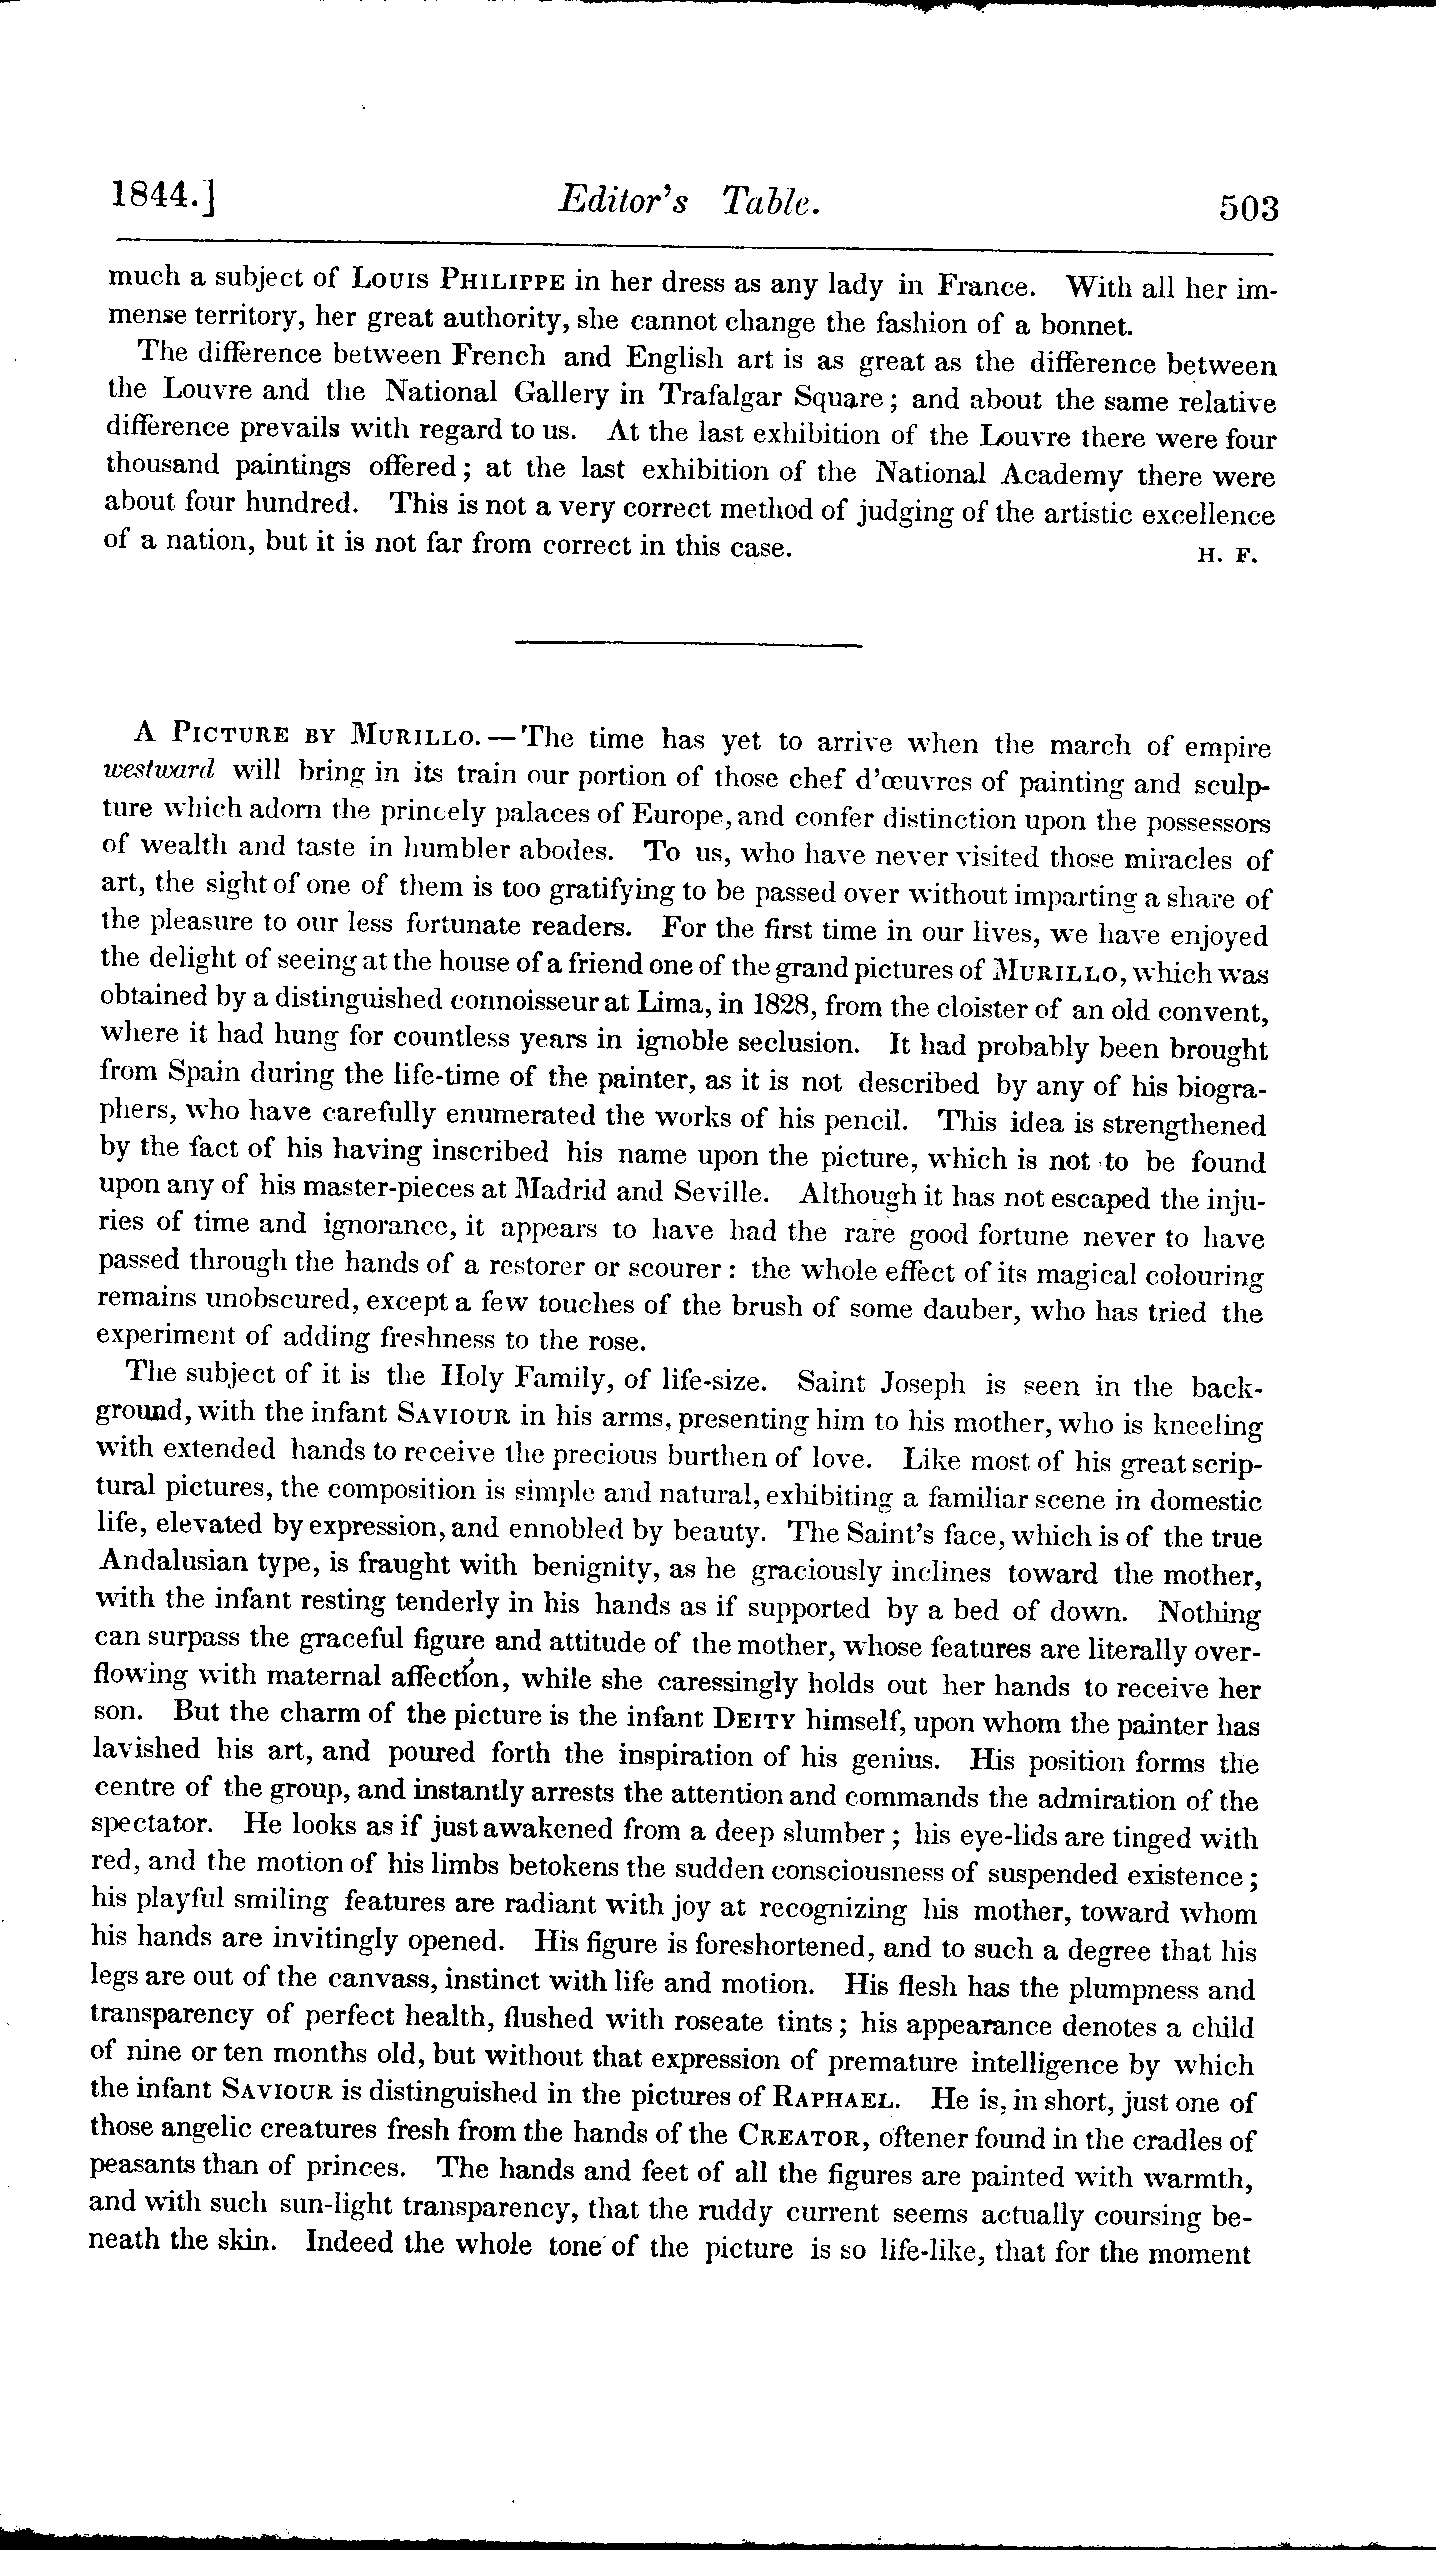 1844.] Editor's Table. 503
much a subject of LOUIS PHILIPPE in her dress as any lady in France. With all her im-
mense territory, her great authority, she cannot change the fashion of a bonnet.
The difference between French and English art is as great as the difference between
the Louvre and the National Gallery in Trafalgar Square; and about the same relative
difference prevails with regard to us. At the last exhibition of the Louvre there were four
thousand paintings offered; at the last exhibition of the National Academy there were
about four hundred. This is not a very correct method of judging of the artistic excellence
of a nation, but it is not far from correct in this case. H. F.
A PICTURE BY MURILLO. — The time has yet to arrive when the march of empire
westward will bring in its train our portion of those chef d'œuvres of painting and sculp-
ture which adorn the princely palaces of Europe, and confer distinction upon the possessors
of wealth and taste in humbler abodes. To us, who have never visited those miracles of
art, the sight of one of them is too gratifying to be passed over without imparting a share of
the pleasure to our less fortunate readers. For the first time in our lives, we have enjoyed
the delight of seeing at the house of a friend one of the grand pictures of MURILLO, which was
obtained by a distinguished connoisseur at Lima, in 1828, from the cloister of an old convent,
where it had hung for countless years in ignoble seclusion. It had probably been brought
from Spain during the life-time of the painter, as it is not described by any of his biogra-
phers, who have carefully enumerated the works of his pencil. This idea is strengthened
by the fact of his having inscribed his name upon the picture, which is not to be found
upon any of his master-pieces at Madrid and Seville. Although it has not escaped the inju-
ries of time and ignorance, it appears to have had the rare good fortune never to have
passed through the hands of a restorer or scourer: the whole effect of its magical colouring
remains unobscured, except a few touches of the brush of some dauber, who has tried the
experiment of adding freshness to the rose.
The subject of it is the Holy Family, of life-size. Saint Joseph is seen in the back-
ground, with the infant SAVIOUR in his arms, presenting him to his mother, who is kneeling
with extended hands to receive the precious burthen of love. Like most of his great scrip-
tural pictures, the composition is simple and natural, exhibiting a familiar scene in domestic
life, elevated by expression, and ennobled by beauty. The Saint's face, which is of the true
Andalusian type, is fraught with benignity, as he graciously inclines toward the mother,
with the infant resting tenderly in his hands as if supported by a bed of down. Nothing
can surpass the graceful figure and attitude of the mother, whose features are literally over-
flowing with maternal affection, while she caressingly holds out her hands to receive her
son. But the charm of the picture is the infant DEITY himself, upon whom the painter has
lavished his art, and poured forth the inspiration of his genius. His position forms the
centre of the group, and instantly arrests the attention and commands the admiration of the
spectator. He looks as if just awakened from a deep slumber; his eye-lids are tinged with
red, and the motion of his limbs betokens the sudden consciousness of suspended existence;
his playful smiling features are radiant with joy at recognizing his mother, toward whom
his hands are invitingly opened. His figure is foreshortened, and to such a degree that his
legs are out of the canvass, instinct with life and motion. His flesh has the plumpness and
transparency of perfect health, flushed with roseate tints; his appearance denotes a child
of nine or ten months old, but without that expression of premature intelligence by which
the infant SAVIOUR is distinguished in the pictures of RAPHAEL. He is, in short, just one of
those angelic creatures fresh from the hands of the CREATOR, oftener found in the cradles of
peasants than of princes. The hands and feet of all the figures are painted with warmth,
and with such sun-light transparency, that the ruddy current seems actually coursing be-
neath the skin. Indeed the whole tone of the picture is so life-like, that for the moment